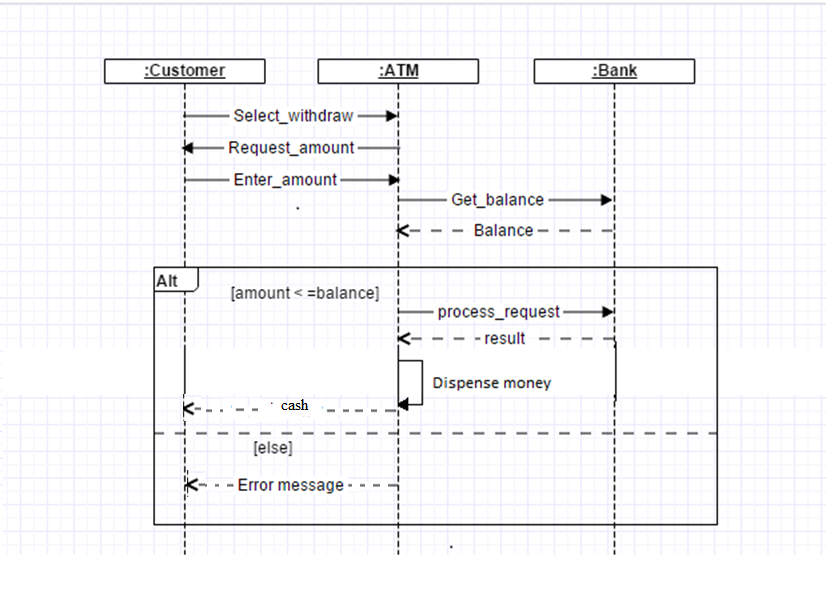 :Customer
:ATM
:Bank
Select_withdraw
Request_amount
Enter_amount
Get_balance
Balance
Alt
[amount < =balance]
process_request
result
Dispense money
cash
[else]
Error message